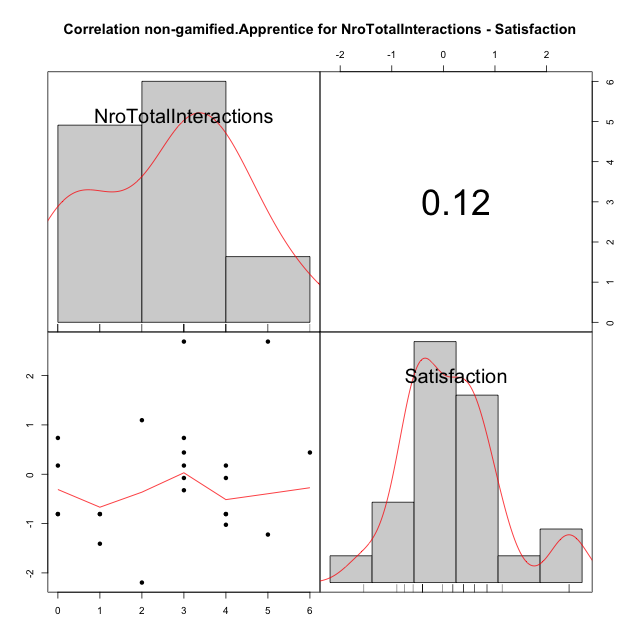 Correlation non-gamified.Apprentice for NroTotalInteractions - Satisfaction
-2 -1 0 1 2
NroTotalInteractions
0.12
6
5
4
3
2
1
0
2
1
0
-1
-2
Satisfaction
0 1 2 3 4 5 6